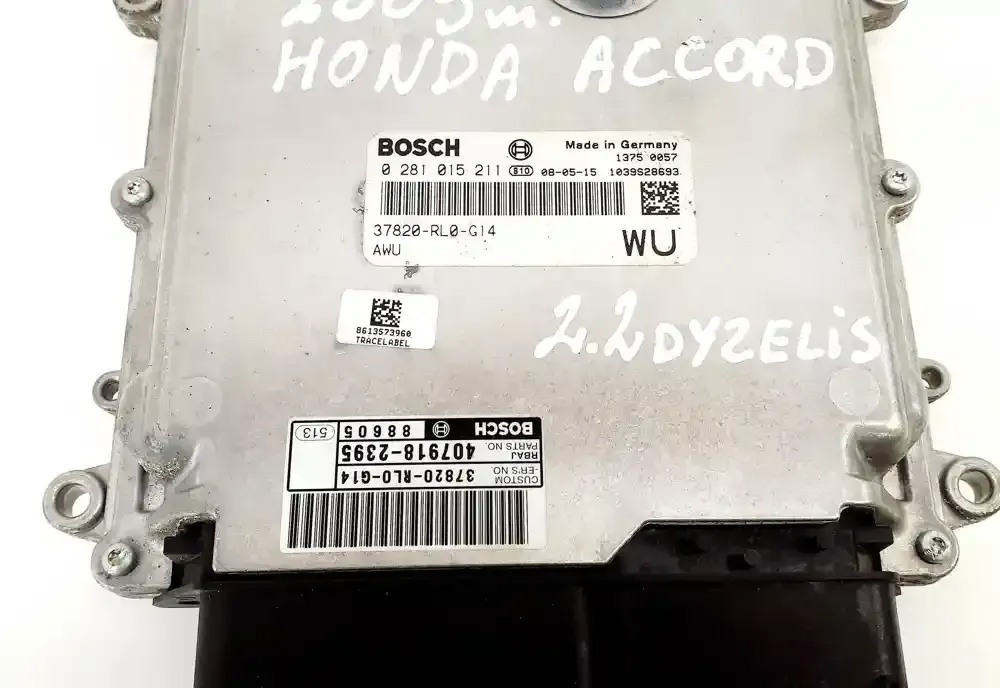 2009m.
HONDA ACCORD
BOSCH Made in Germany
1375 0057
0 281 015 211 S10 08-05-15 1039S28693
37820-RL0-G14
AWU WU
2.2 DYZELIS
8613573960
TRACELABEL
CUSTOM
-ER'S NO. 37820-RL0-G14
RBAJ
PARTS NO. 407918-2395
BOSCH 88605 513